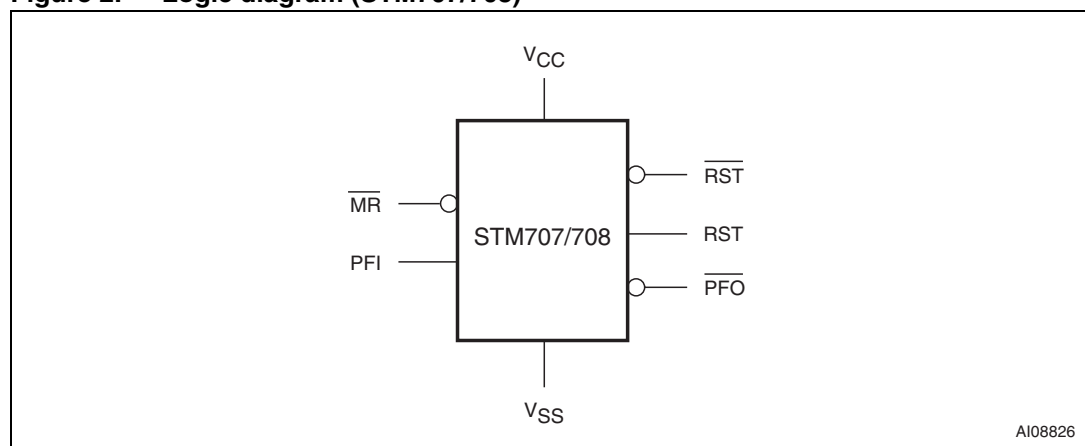 Figure 2. Logic diagram (STM707/708)
VCC
RST
MR
STM707/708
RST
PFI
PFO
VSS
AI08826